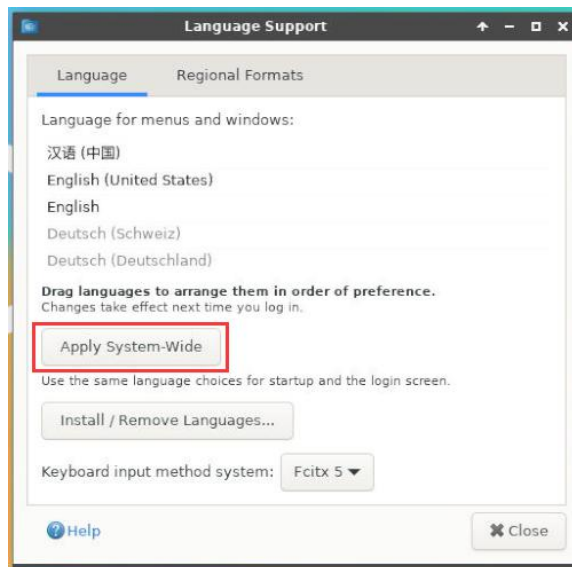 Language Support
Language Regional Formats
Language for menus and windows:
汉语 (中国)
English (United States)
English
Deutsch (Schweiz)
Deutsch (Deutschland)
Drag languages to arrange them in order of preference.
Changes take effect next time you log in.
Apply System-Wide
Use the same language choices for startup and the login screen.
Install / Remove Languages...
Keyboard input method system: Fcitx 5
Help Close